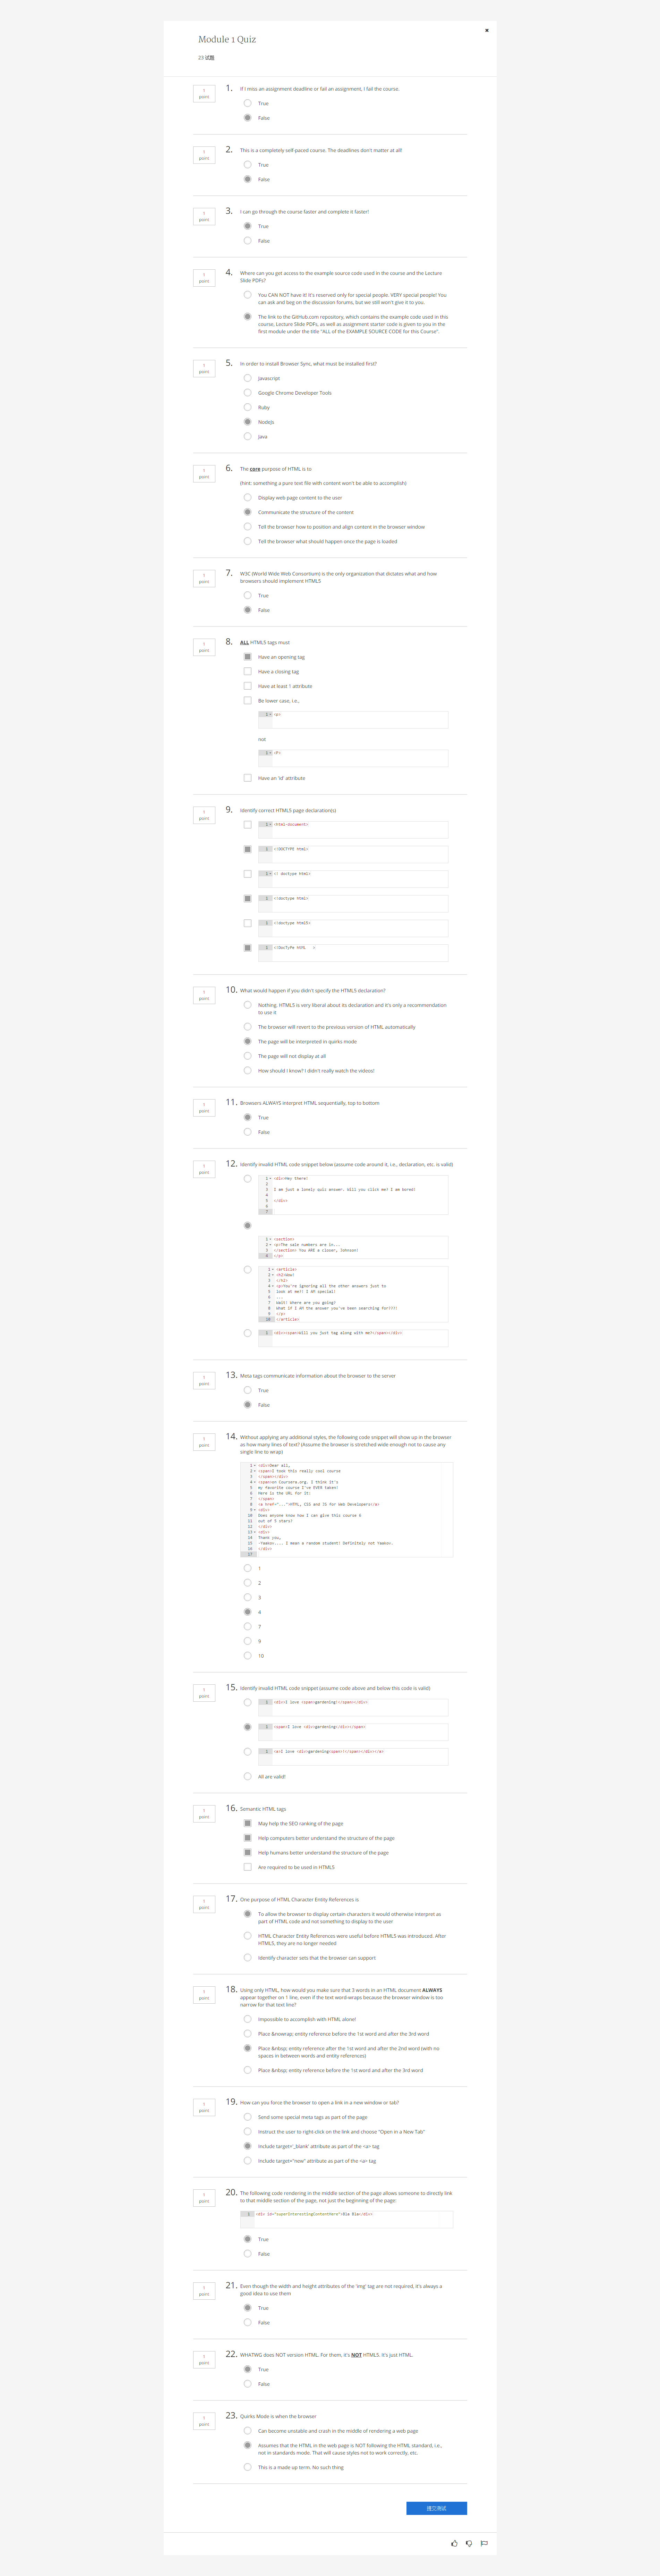 Module 1 Quiz
23 试题
1 point
1. If I miss an assignment deadline or fail an assignment, I fail the course.
True
False
1 point
2. This is a completely self-paced course. The deadlines don't matter at all!
True
False
1 point
3. I can go through the course faster and complete it faster!
True
False
1 point
4. Where can you get access to the example source code used in the course and the Lecture
Slide PDFs?
You CAN NOT have it! It's reserved only for special people. VERY special people! You
can ask and beg on the discussion forums, but we still won't give it to you.
The link to the GitHub.com repository, which contains the example code used in this
course, Lecture Slide PDFs, as well as assignment starter code is given to you in the
first module under the title "ALL of the EXAMPLE SOURCE CODE for this Course".
1 point
5. In order to install Browser Sync, what must be installed first?
Javascript
Google Chrome Developer Tools
Ruby
NodeJs
Java
1 point
6. The core purpose of HTML is to
(hint: something a pure text file with content won't be able to accomplish)
Display web page content to the user
Communicate the structure of the content
Tell the browser how to position and align content in the browser window
Tell the browser what should happen once the page is loaded
1 point
7. W3C (World Wide Web Consortium) is the only organization that dictates what and how
browsers should implement HTML5
True
False
1 point
8. ALL HTML5 tags must
Have an opening tag
Have a closing tag
Have at least 1 attribute
Be lower case, i.e.,
1 <p>
not
1 <P>
Have an 'id' attribute
1 point
9. Identify correct HTML5 page declaration(s)
1 <html-document>
1 <!DOCTYPE html>
1 <! doctype html>
1 <!doctype html>
1 <!doctype html5>
1 <!DocTyPe htML >
1 point
10. What would happen if you didn't specify the HTML5 declaration?
Nothing. HTML5 is very liberal about its declaration and it's only a recommendation
to use it
The browser will revert to the previous version of HTML automatically
The page will be interpreted in quirks mode
The page will not display at all
How should I know? I didn't really watch the videos!
1 point
11. Browsers ALWAYS interpret HTML sequentially, top to bottom
True
False
1 point
12. Identify invalid HTML code snippet below (assume code around it, i.e., declaration, etc. is valid)
1 <div>Hey there!
2
3 I am just a lonely quiz answer. Will you click me? I am bored!
4
5 </div>
6
7
1 <section>
2 <p>The sale numbers are in...
3 </section> You ARE a closer, Johnson!
4 </p>
1 <article>
2 <h2>Wow!
3 </h2>
4 <p>You're ignoring all the other answers just to
5 look at me?! I AM special!
6 ...
7 Wait! Where are you going?
8 What if I AM the answer you've been searching for?!?!
9 </p>
10 </article>
1 <div><span>Will you just tag along with me?</span></div>
1 point
13. Meta tags communicate information about the browser to the server
True
False
1 point
14. Without applying any additional styles, the following code snippet will show up in the browser
as how many lines of text? (Assume the browser is stretched wide enough not to cause any
single line to wrap)
1 <div>Dear all,
2 <span>I took this really cool course
3 </span></div>
4 <span>on Coursera.org. I think it's
5 my favorite course I've EVER taken!
6 Here is the URL for it:
7 </span>
8 <a href="...">HTML, CSS and JS for Web Developers</a>
9 <div>
10 Does anyone know how I can give this course 6
11 out of 5 stars?
12 </div>
13 <div>
14 Thank you,
15 -Yaakov.... I mean a random student! Definitely not Yaakov.
16 </div>
17
1
2
3
4
7
9
10
1 point
15. Identify invalid HTML code snippet (assume code above and below this code is valid)
1 <div>I love <span>gardening!</span></div>
1 <span>I love <div>gardening</div>!</span>
1 <a>I love <div>gardening<span>!</span></div></a>
All are valid!
1 point
16. Semantic HTML tags
May help the SEO ranking of the page
Help computers better understand the structure of the page
Help humans better understand the structure of the page
Are required to be used in HTML5
1 point
17. One purpose of HTML Character Entity References is
To allow the browser to display certain characters it would otherwise interpret as
part of HTML code and not something to display to the user
HTML Character Entity References were useful before HTML5 was introduced. After
HTML5, they are no longer needed
Identify character sets that the browser can support
1 point
18. Using only HTML, how would you make sure that 3 words in an HTML document ALWAYS
appear together on 1 line, even if the text word-wraps because the browser window is too
narrow for that text line?
Impossible to accomplish with HTML alone!
Place &nowrap; entity reference before the 1st word and after the 3rd word
Place &nbsp; entity reference after the 1st word and after the 2nd word (with no
spaces in between words and entity references)
Place &nbsp; entity reference before the 1st word and after the 3rd word
1 point
19. How can you force the browser to open a link in a new window or tab?
Send some special meta tags as part of the page
Instruct the user to right-click on the link and choose "Open in a New Tab"
Include target='_blank' attribute as part of the <a> tag
Include target="new" attribute as part of the <a> tag
1 point
20. The following code rendering in the middle section of the page allows someone to directly link
to that middle section of the page, not just the beginning of the page:
1 <div id="superInterestingContentHere">Bla Bla</div>
True
False
1 point
21. Even though the width and height attributes of the 'img' tag are not required, it's always a
good idea to use them
True
False
1 point
22. WHATWG does NOT version HTML. For them, it's NOT HTML5. It's just HTML.
True
False
1 point
23. Quirks Mode is when the browser
Can become unstable and crash in the middle of rendering a web page
Assumes that the HTML in the web page is NOT following the HTML standard, i.e.,
not in standards mode. That will cause styles not to work correctly, etc.
This is a made up term. No such thing
提交测试